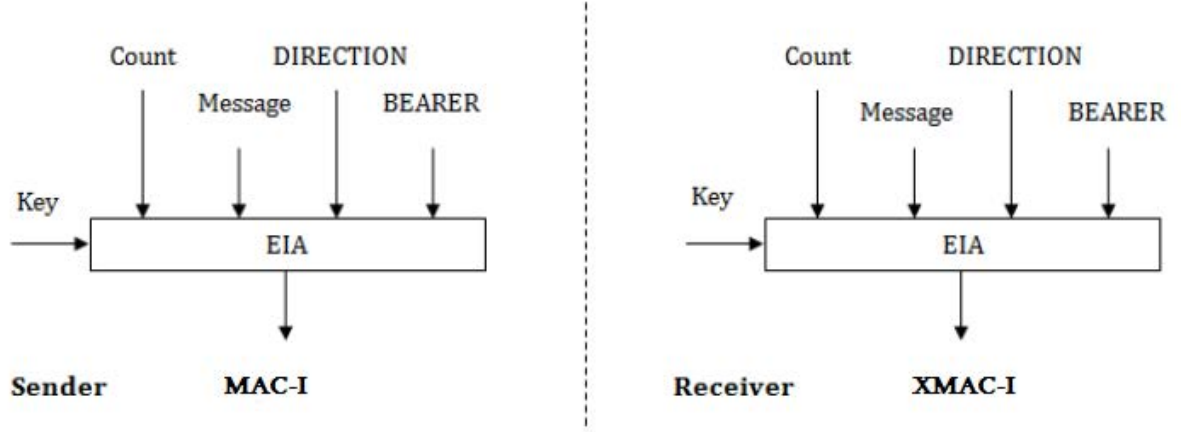 Count DIRECTION
Message BEARER
Key
EIA
Sender MAC-I
Count DIRECTION
Message BEARER
Key
EIA
Receiver XMAC-I